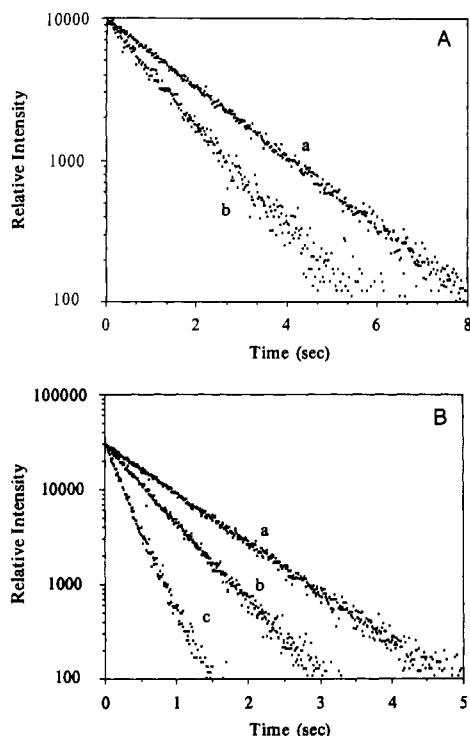 10000
A
Relative Intensity
1000
a
b
100
0 2 4 6 8
Time (sec)
100000
B
Relative Intensity
10000
a
1000
b
c
100
0 1 2 3 4 5
Time (sec)